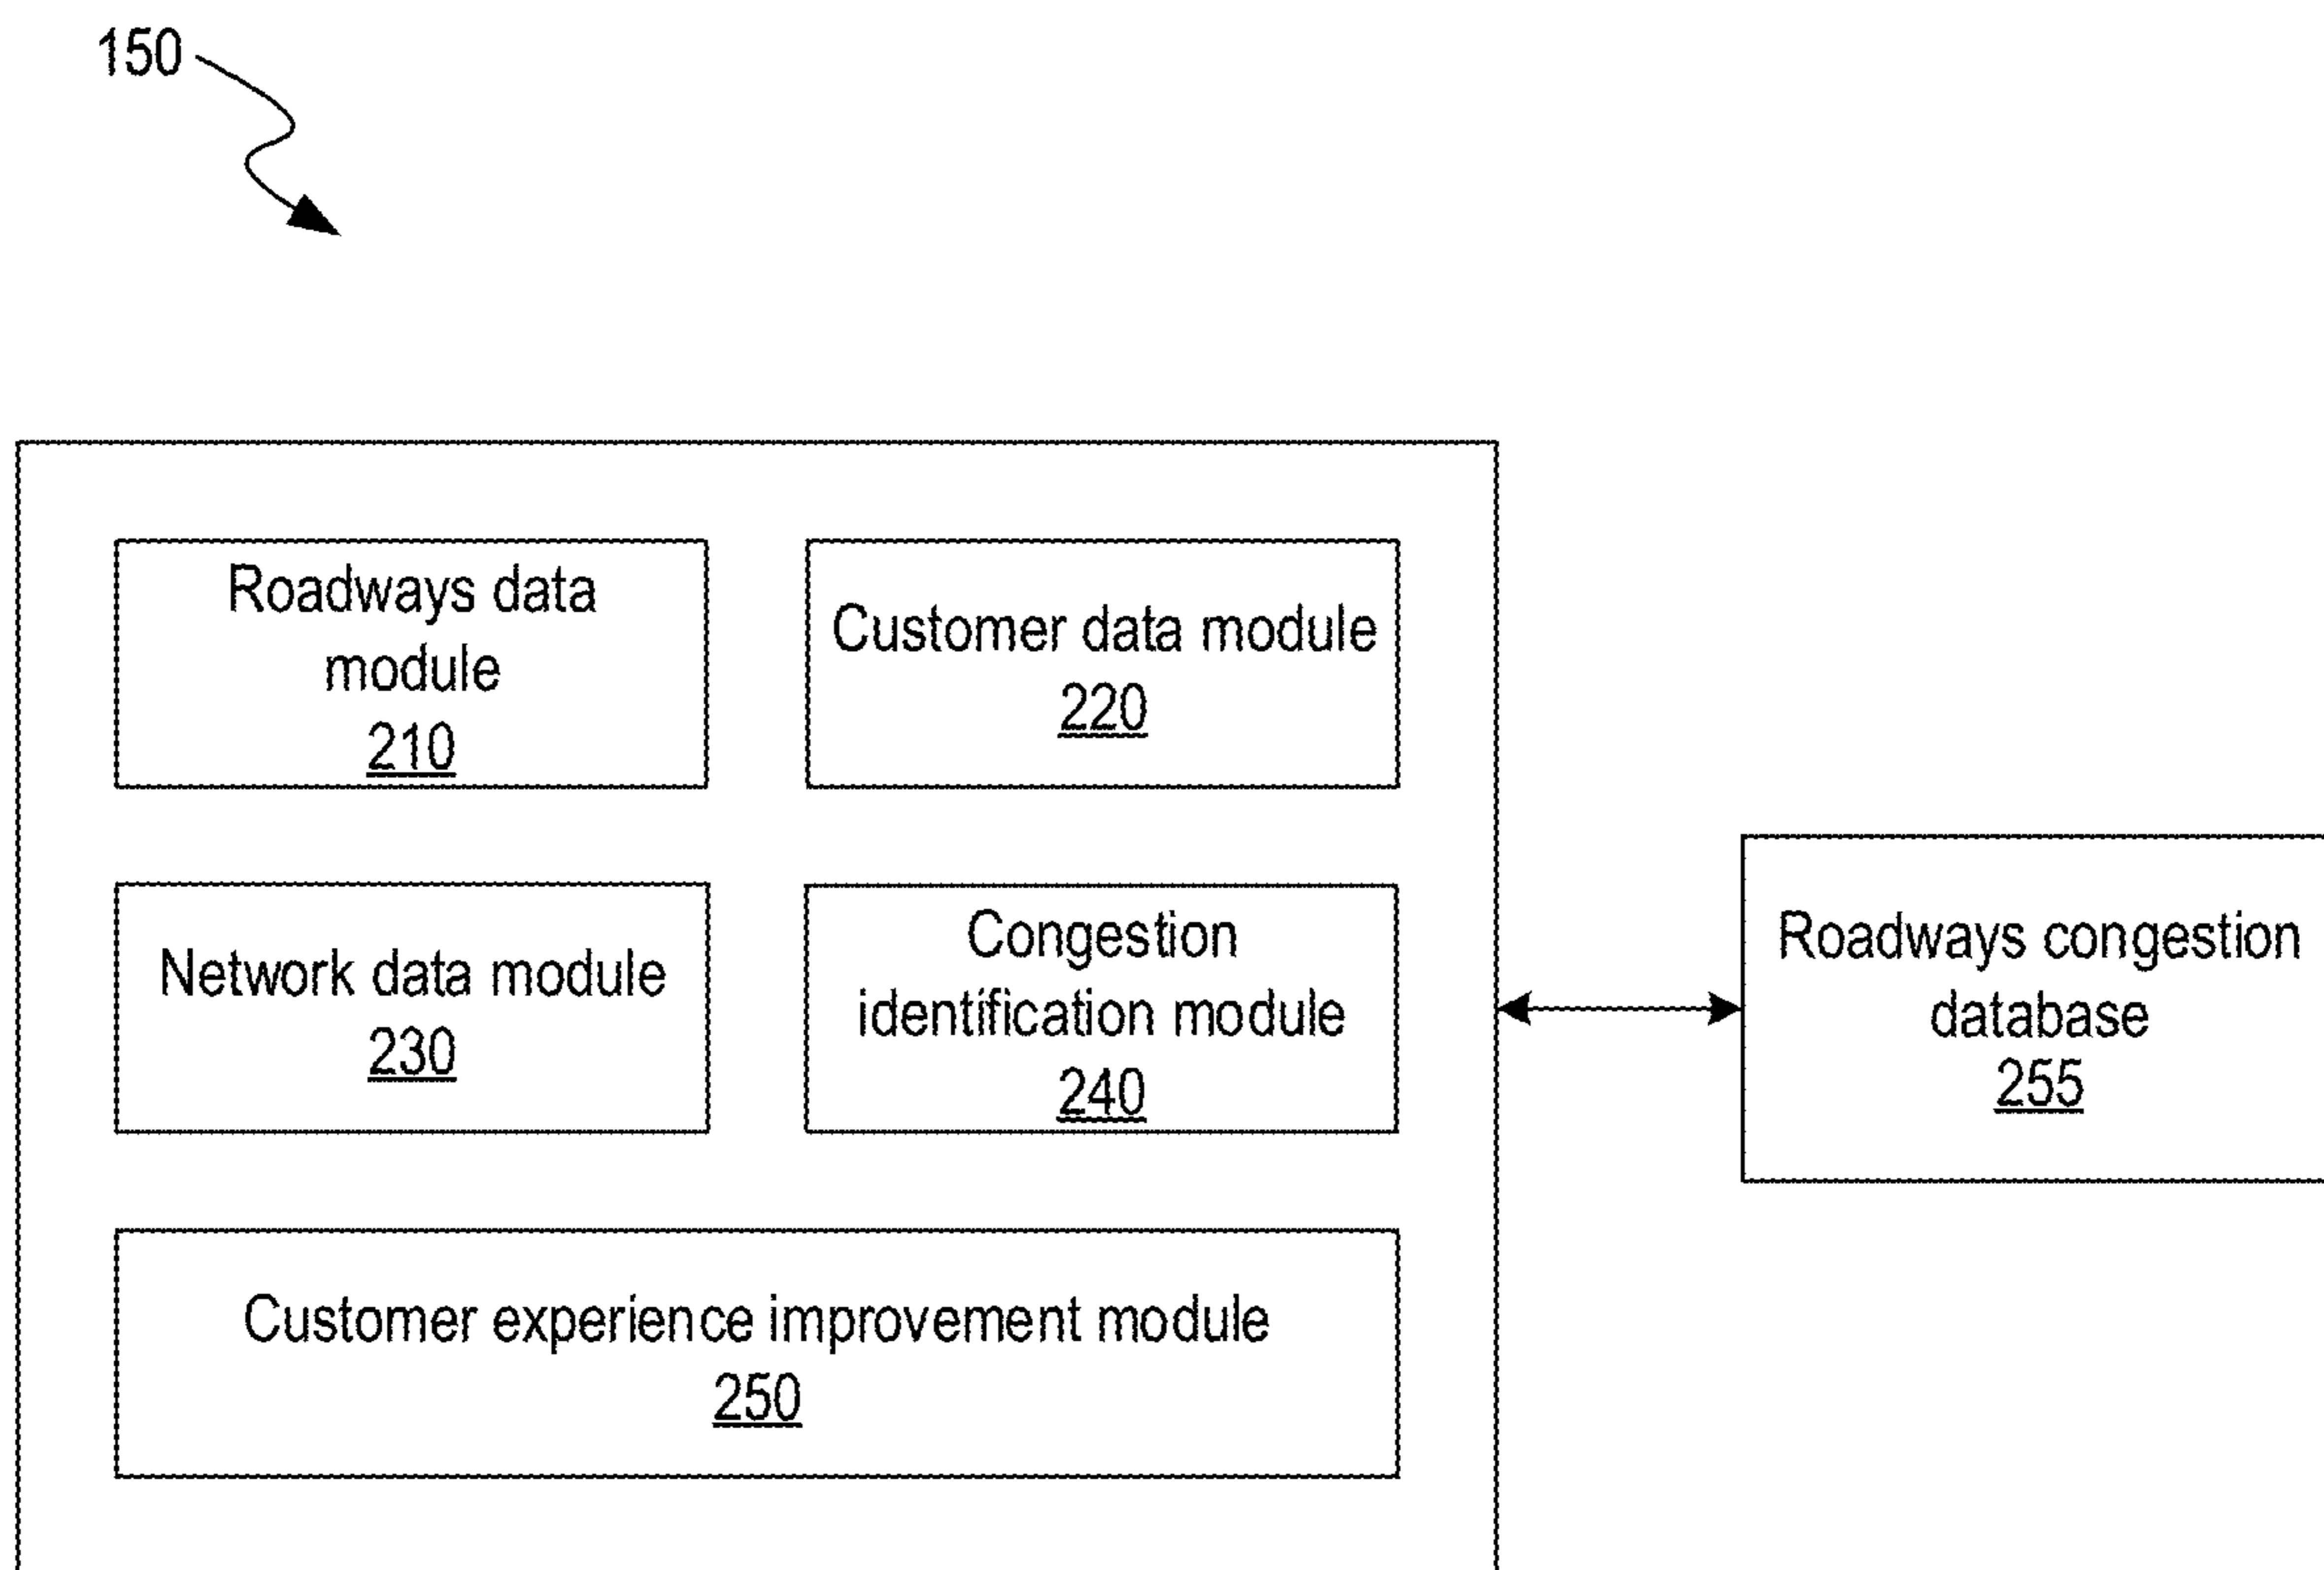 150
Roadways data
module
210
Customer data module
220
Network data module
230
Congestion
identification module
240
Roadways congestion
database
255
Customer experience improvement module
250